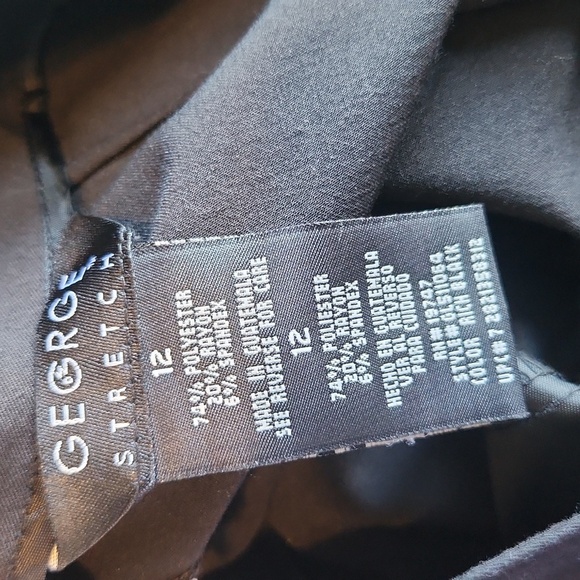 GEORGE
STRETCH
12
74% POLYESTER
20% RAYON
6% SPANDEX
MADE IN GUATEMALA
SEE REVERSE FOR CARE
12
74% POLYESTER
20% RAYON
6% SPANDEX
HECHO EN GUATEMALA
VER AL REVERSO
PARA CUIDADO
COLOR RICH BLACK